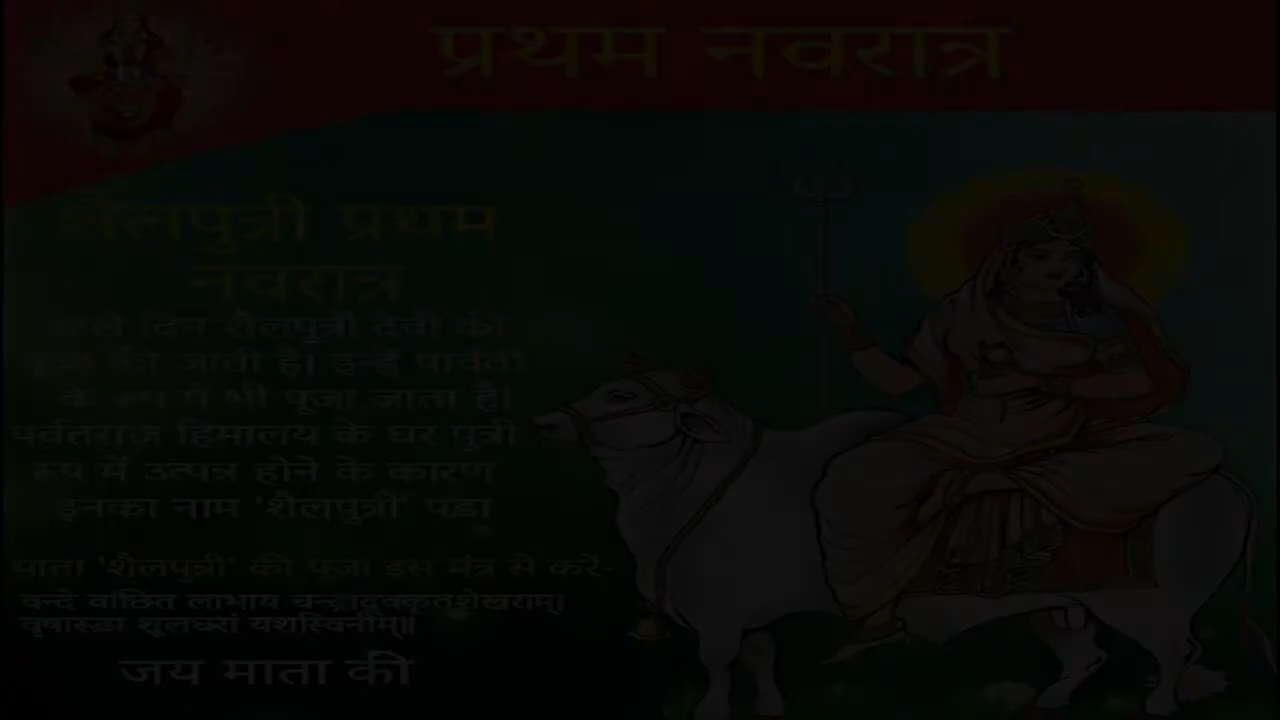 प्रथम नवरात्र
शैलपुत्री प्रथम
नवरात्र
पहले दिन शैलपुत्री देवी की
पूजा की जाती है। इन्हें पार्वती
के रूप में भी पूजा जाता है।
पर्वतराज हिमालय के घर पुत्री
रूप में उत्पन्न होने के कारण
इनका नाम 'शैलपुत्री' पड़ा
माता 'शैलपुत्री' की पूजा इस मंत्र से करें-
वन्दे वांछित लाभाय चन्द्राद्र्वकृतशेखराम्।
वृषारूढ़ा शूलधरां यशस्विनीम्॥
जय माता की